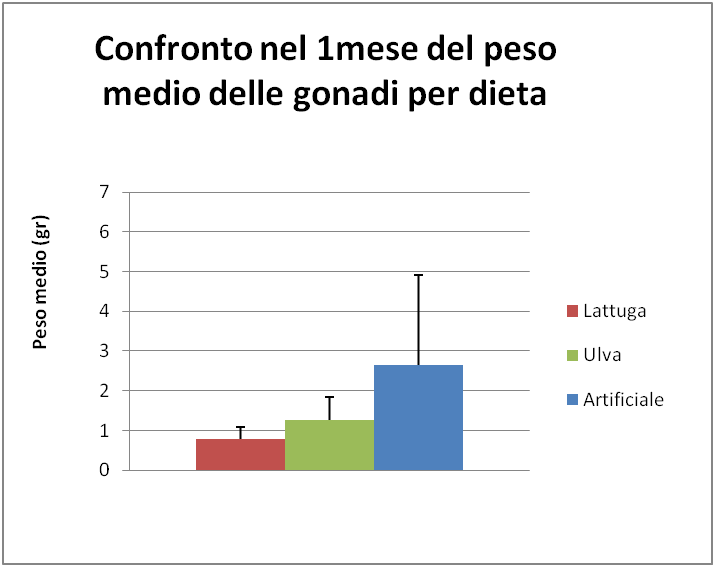 Confronto nel 1mese del peso
medio delle gonadi per dieta
Peso medio (gr)
7
6
5
4
3
2
1
0
Lattuga
Ulva
Artificiale